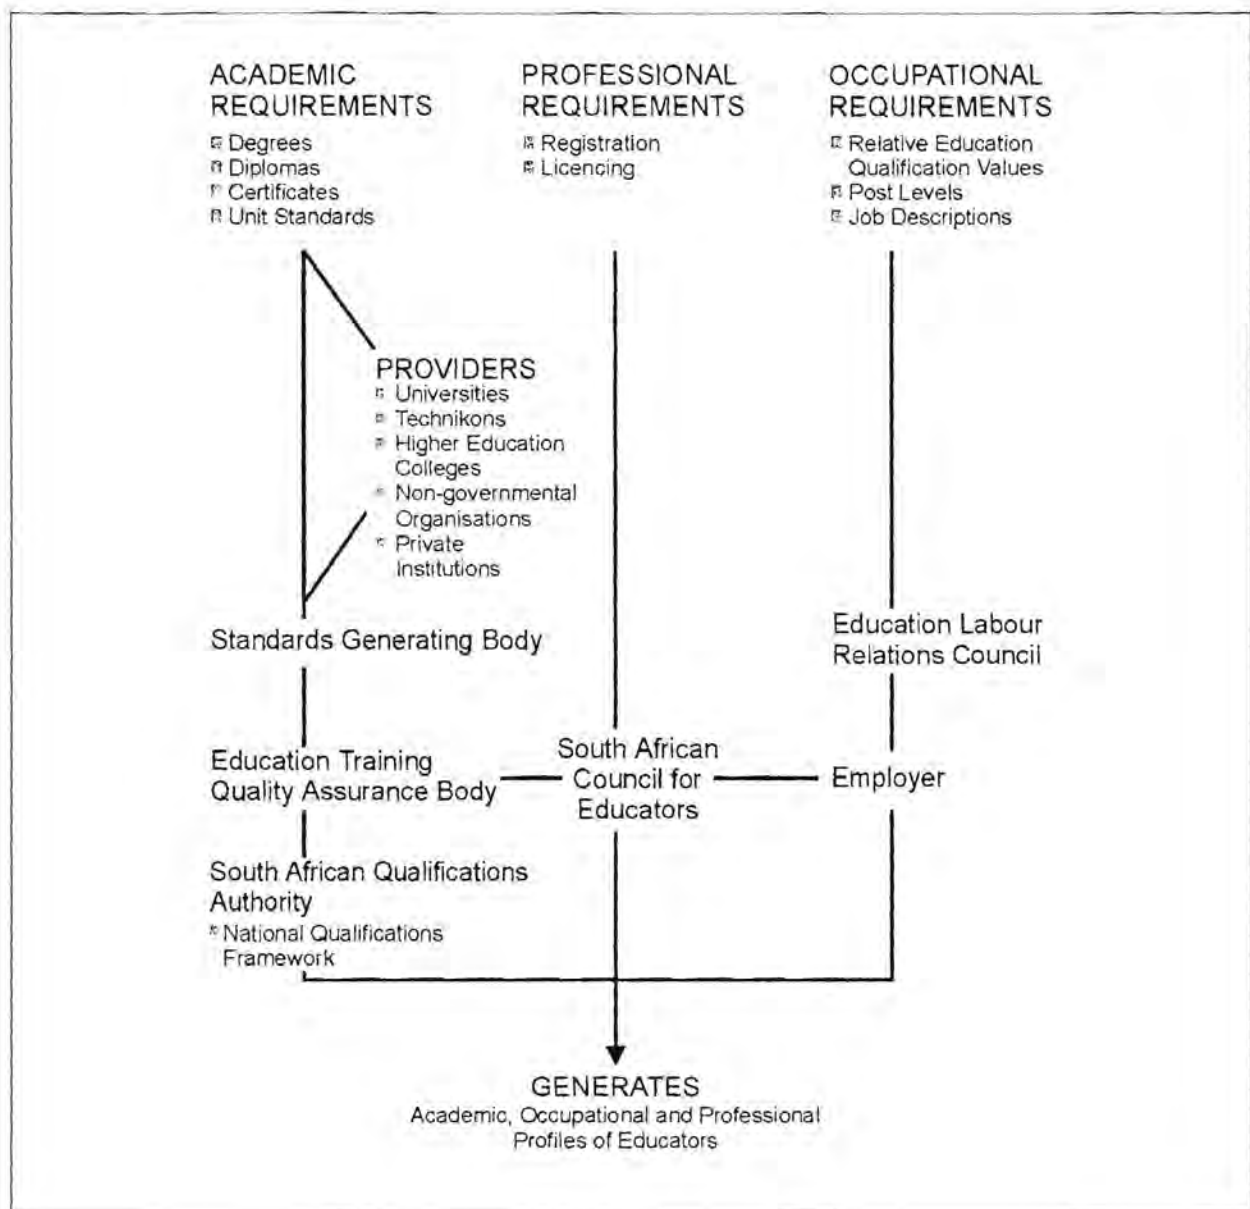 ACADEMIC
REQUIREMENTS
Degrees
Diplomas
Certificates
Unit Standards
PROFESSIONAL
REQUIREMENTS
Registration
Licencing
OCCUPATIONAL
REQUIREMENTS
Relative Education
Qualification Values
Post Levels
Job Descriptions
PROVIDERS
Universities
Technikons
Higher Education
Colleges
Non-governmental
Organisations
Private
Institutions
Standards Generating Body
Education Labour
Relations Council
Education Training
Quality Assurance Body
South African
Council for
Educators
Employer
South African Qualifications
Authority
National Qualifications
Framework
GENERATES
Academic, Occupational and Professional
Profiles of Educators